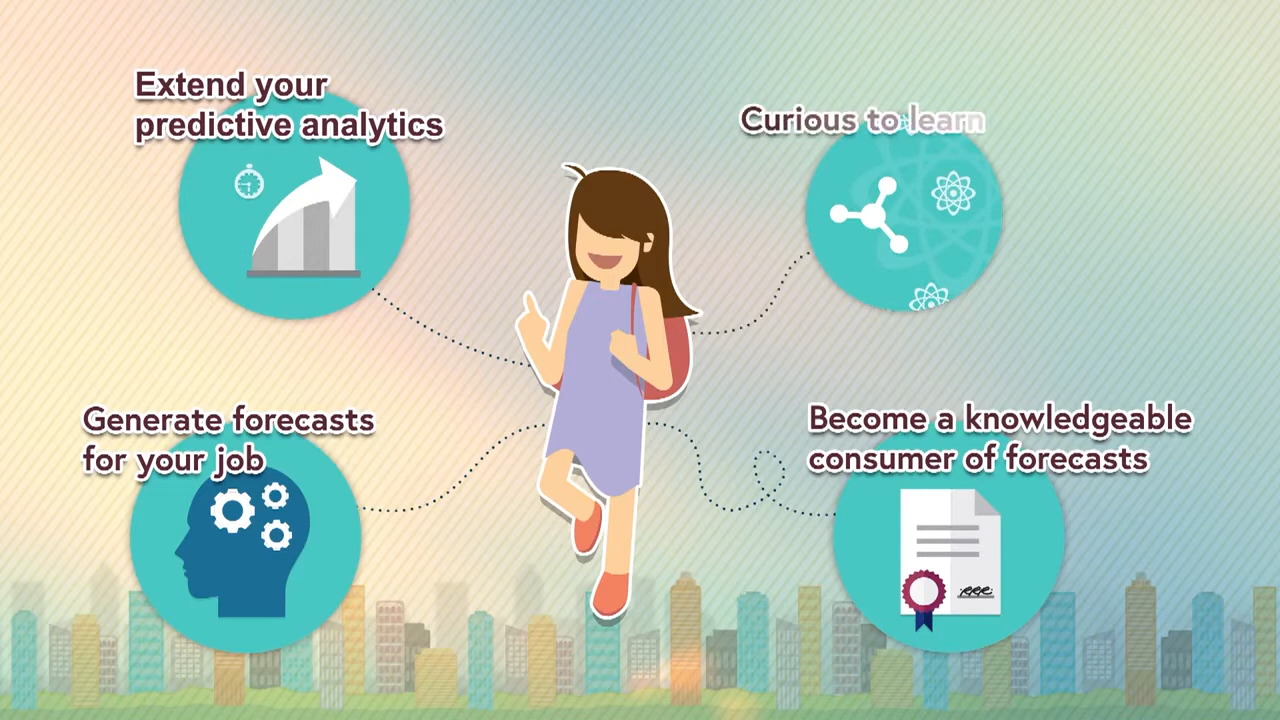 Extend your
predictive analytics
Curious to learn
Generate forecasts
for your job
Become a knowledgeable
consumer of forecasts